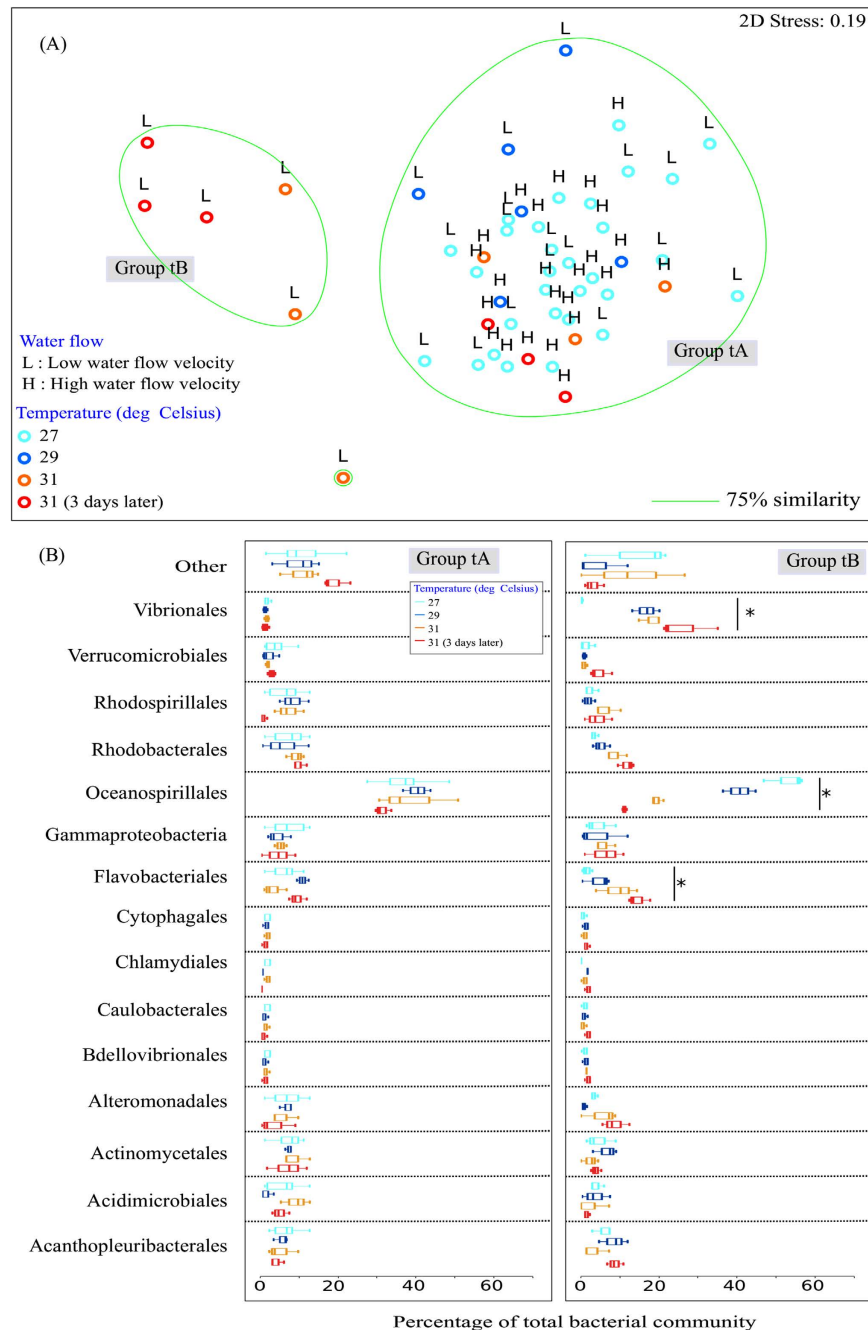 2D Stress: 0.19
(A)
L
L
H
L
L
L
L
L
L
L
L
H
H
L
L
H
H
H
L
L
L
H
L
H
H
L
H
H
L
H
H
H
H
L
H
H
H
H
L
H
H
L
H
L
L
H
H
H
H
L
Group tB
Group tA
Water flow
L : Low water flow velocity
H : High water flow velocity
Temperature (deg Celsius)
27
29
31
31 (3 days later)
L
75% similarity
(B)
Group tA
Group tB
Temperature (deg Celsius)
27
29
31
31 (3 days later)
Other
Vibrionales
*
Verrucomicrobiales
Rhodospirillales
Rhodobacterales
Oceanospirillales
*
Gammaproteobacteria
Flavobacteriales
*
Cytophagales
Chlamydiales
Caulobacterales
Bdellovibrionales
Alteromonadales
Actinomycetales
Acidimicrobiales
Acanthopleuribacterales
0 20 40 60 0 20 40 60
Percentage of total bacterial community